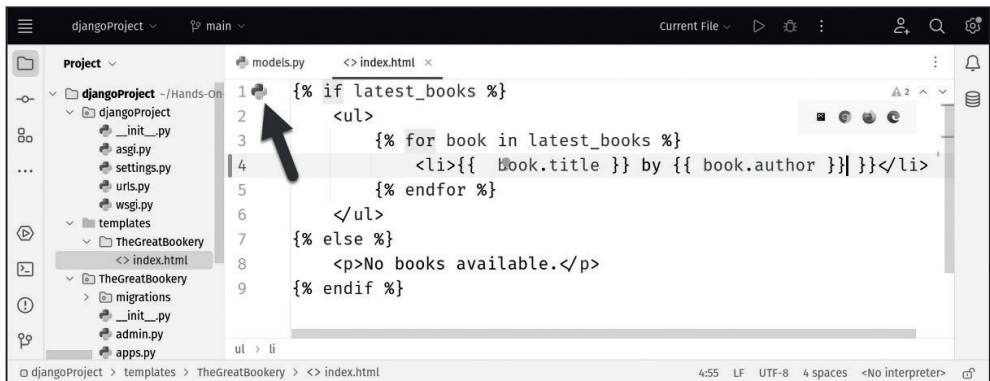 djangoProject main Current File
Project
models.py
<> index.html ×
djangoProject ~/Hands-On-
djangoProject
__init__.py
asgi.py
settings.py
urls.py
wsgi.py
templates
TheGreatBookery
<> index.html
TheGreatBookery
migrations
__init__.py
admin.py
apps.py
1 {% if latest_books %}
2 <ul>
3 {% for book in latest_books %}
4 <li>{{  book.title }} by {{ book.author }} }}</li>
5 {% endfor %}
6 </ul>
7 {% else %}
8 <p>No books available.</p>
9 {% endif %}
2
ul > li
djangoProject > templates > TheGreatBookery > <> index.html 4:55 LF UTF-8 4 spaces <No interpreter>